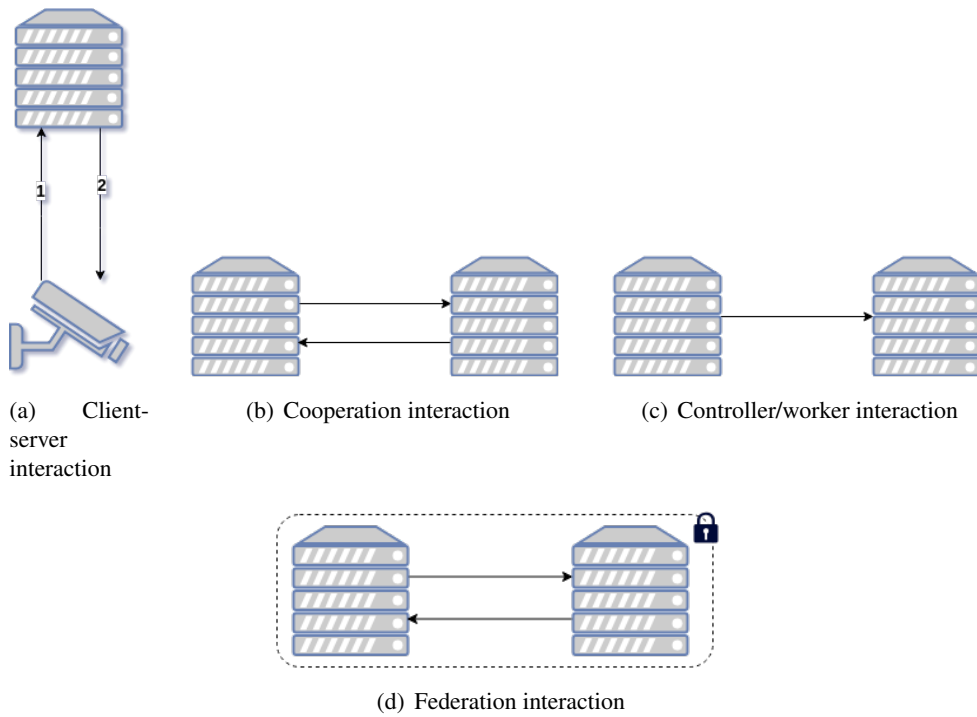 1
2
(a) Client-
server
interaction
(b) Cooperation interaction
(c) Controller/worker interaction
(d) Federation interaction